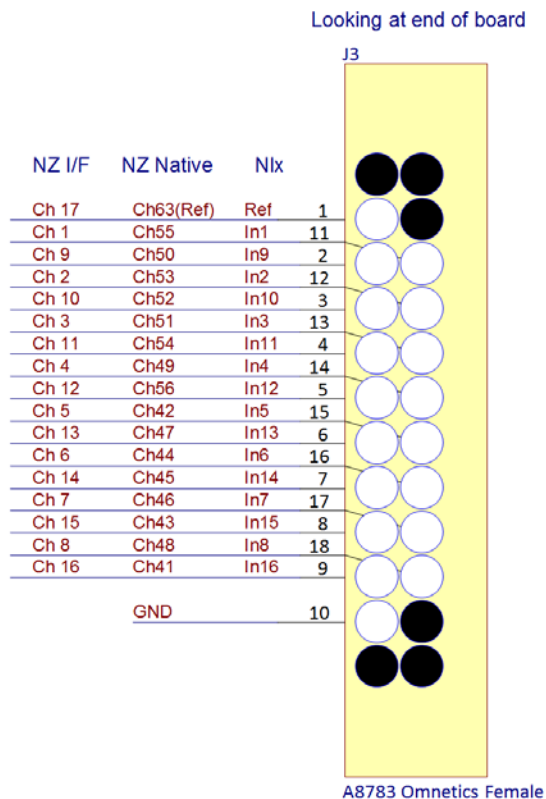 Looking at end of board
J3
NZ I/F NZ Native NIx
Ch 17 Ch63(Ref) Ref 1
Ch 1 Ch55 In1 11
Ch 9 Ch50 In9 2
Ch 2 Ch53 In2 12
Ch 10 Ch52 In10 3
Ch 3 Ch51 In3 13
Ch 11 Ch54 In11 4
Ch 4 Ch49 In4 14
Ch 12 Ch56 In12 5
Ch 5 Ch42 In5 15
Ch 13 Ch47 In13 6
Ch 6 Ch44 In6 16
Ch 14 Ch45 In14 7
Ch 7 Ch46 In7 17
Ch 15 Ch43 In15 8
Ch 8 Ch48 In8 18
Ch 16 Ch41 In16 9
GND 10
A8783 Omnetics Female